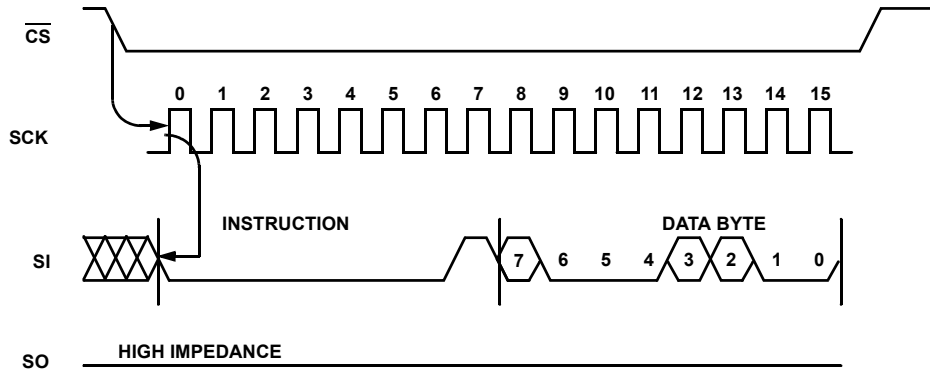 CS
0 1 2 3 4 5 6 7 8 9 10 11 12 13 14 15
SCK
INSTRUCTION DATA BYTE
SI 7 6 5 4 3 2 1 0
HIGH IMPEDANCE
SO